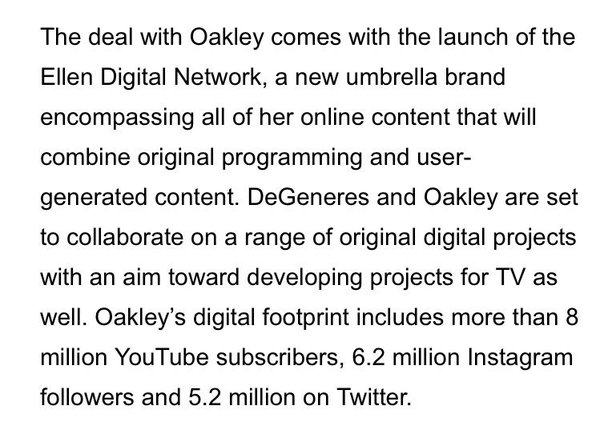 The deal with Oakley comes with the launch of the
Ellen Digital Network, a new umbrella brand
encompassing all of her online content that will
combine original programming and user-
generated content. DeGeneres and Oakley are set
to collaborate on a range of original digital projects
with an aim toward developing projects for TV as
well. Oakley’s digital footprint includes more than 8
million YouTube subscribers, 6.2 million Instagram
followers and 5.2 million on Twitter.